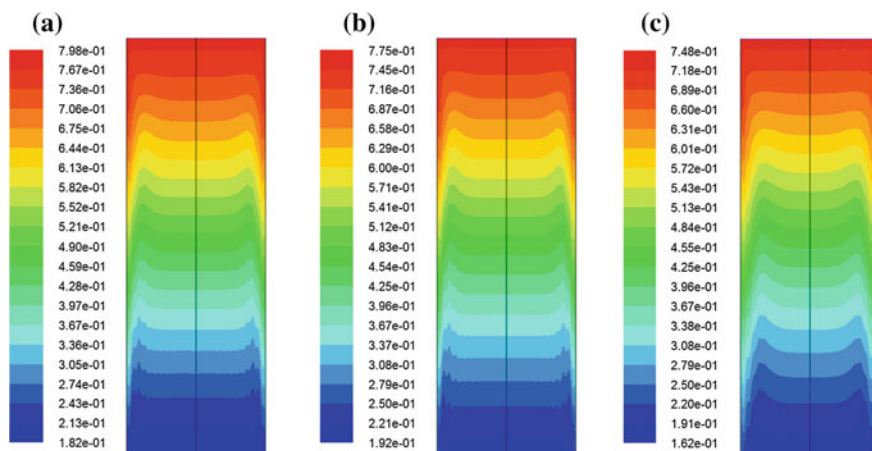 (a)
7.98e-01
7.67e-01
7.36e-01
7.06e-01
6.75e-01
6.44e-01
6.13e-01
5.82e-01
5.52e-01
5.21e-01
4.90e-01
4.59e-01
4.28e-01
3.97e-01
3.67e-01
3.36e-01
3.05e-01
2.74e-01
2.43e-01
2.13e-01
1.82e-01
(b)
7.75e-01
7.45e-01
7.16e-01
6.87e-01
6.58e-01
6.29e-01
6.00e-01
5.71e-01
5.41e-01
5.12e-01
4.83e-01
4.54e-01
4.25e-01
3.96e-01
3.67e-01
3.37e-01
3.08e-01
2.79e-01
2.50e-01
2.21e-01
1.92e-01
(c)
7.48e-01
7.18e-01
6.89e-01
6.60e-01
6.31e-01
6.01e-01
5.72e-01
5.43e-01
5.13e-01
4.84e-01
4.55e-01
4.25e-01
3.96e-01
3.67e-01
3.38e-01
3.08e-01
2.79e-01
2.50e-01
2.20e-01
1.91e-01
1.62e-01